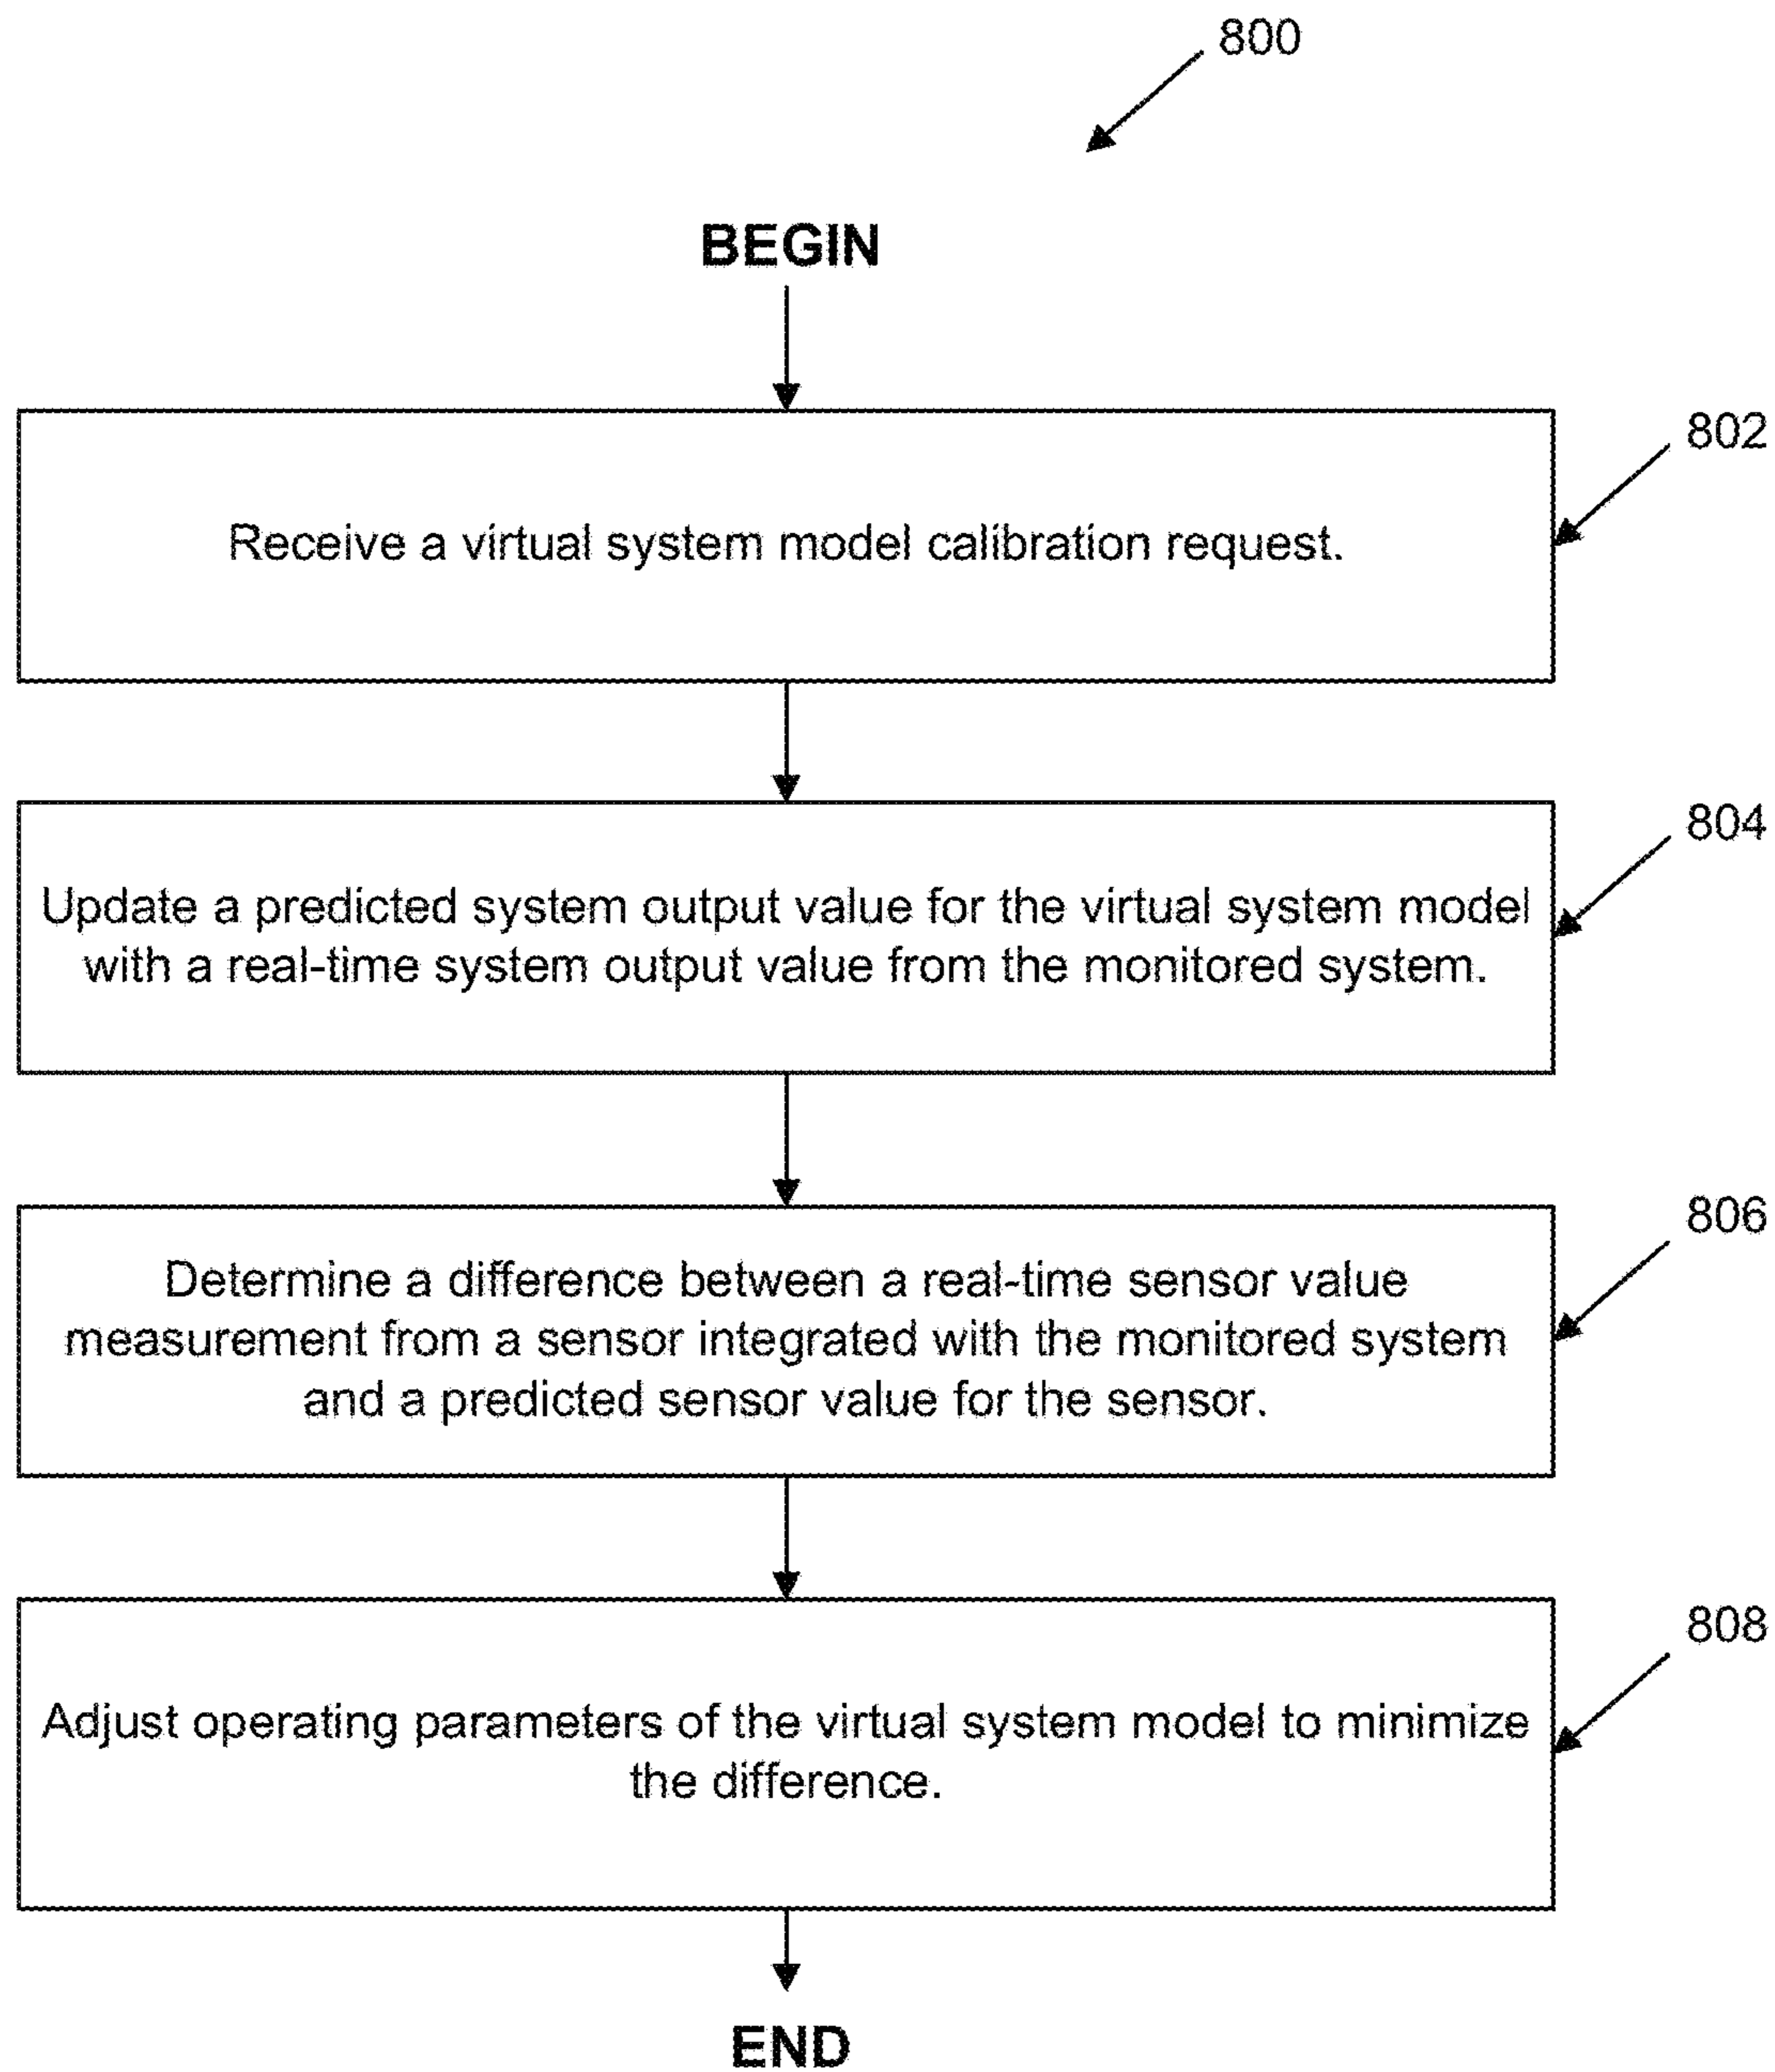 800
BEGIN
802
Receive a virtual system model calibration request.
804
Update a predicted system output value for the virtual system model
with a real-time system output value from the monitored system.
806
Determine a difference between a real-time sensor value
measurement from a sensor integrated with the monitored system
and a predicted sensor value for the sensor.
808
Adjust operating parameters of the virtual system model to minimize
the difference.
END